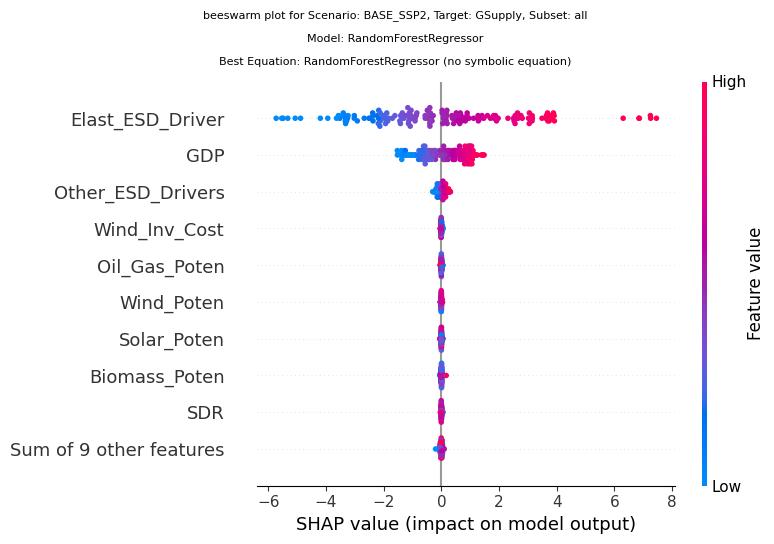 beeswarm plot for Scenario: BASE_SSP2, Target: GSupply, Subset: all
Model: RandomForestRegressor
Best Equation: RandomForestRegressor (no symbolic equation)
High
Elast_ESD_Driver
GDP
Other_ESD_Drivers
Wind_Inv_Cost
Oil_Gas_Poten
Wind_Poten
Solar_Poten
Biomass_Poten
SDR
Sum of 9 other features
Feature value
Low
−6 −4 −2 0 2 4 6 8
SHAP value (impact on model output)